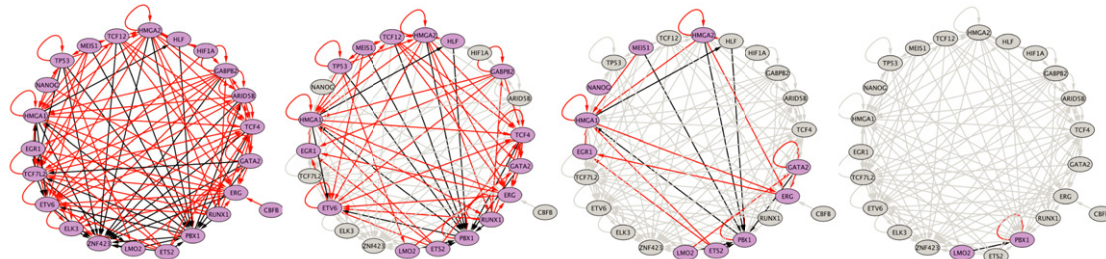 HMGA2
TCF12
HLF
MEIS1
HIF1A
TP53
GABPB2
NANOG
ARID5B
HMGA1
TCF4
EGR1
GATA2
TCF7L2
ERG
ETV6
RUNX1
CBFB
ELK3
PBX1
ZNF423
LMO2
ETS2
HMGA2
TCF12
HLF
MEIS1
HIF1A
TP53
GABPB2
NANOG
ARID5B
HMGA1
TCF4
EGR1
GATA2
TCF7L2
ERG
ETV6
RUNX1
CBFB
ELK3
PBX1
ZNF423
LMO2
ETS2
HMGA2
TCF12
HLF
MEIS1
HIF1A
TP53
GABPB2
NANOG
ARID5B
HMGA1
TCF4
EGR1
GATA2
TCF7L2
ERG
ETV6
RUNX1
CBFB
ELK3
PBX1
ZNF423
LMO2
ETS2
HMGA2
TCF12
HLF
MEIS1
HIF1A
TP53
GABPB2
NANOG
ARID5B
HMGA1
TCF4
EGR1
GATA2
TCF7L2
ERG
ETV6
RUNX1
CBFB
ELK3
PBX1
ZNF423
LMO2
ETS2